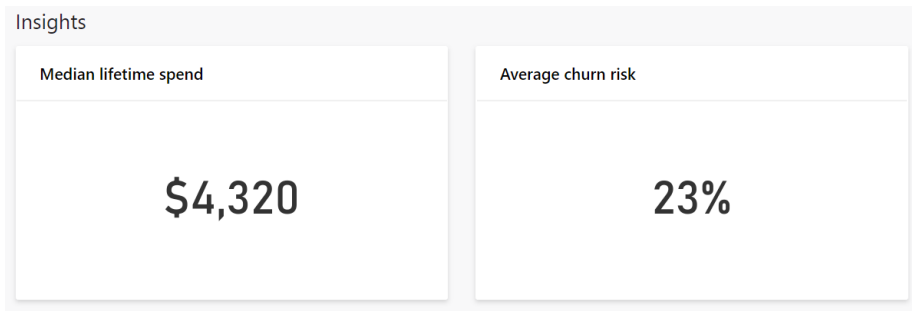 Insights
Median lifetime spend
$4,320
Average churn risk
23%